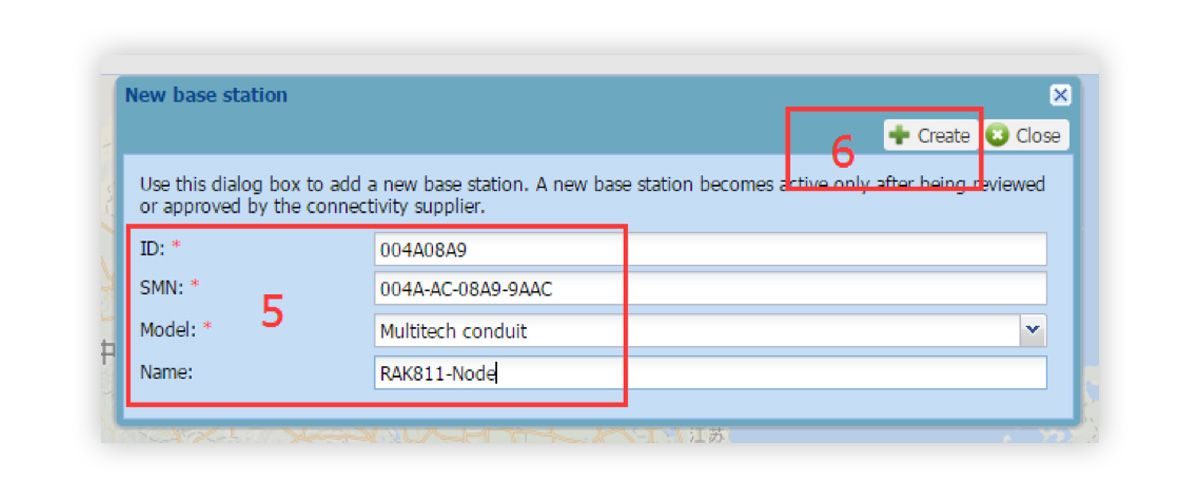 New base station
6
Create
Close
Use this dialog box to add a new base station. A new base station becomes active only after being reviewed
or approved by the connectivity supplier.
ID: * 004A08A9
SMN: * 004A-AC-08A9-9AAC
5
Model: * Multitech conduit
Name: RAK811-Node
江苏